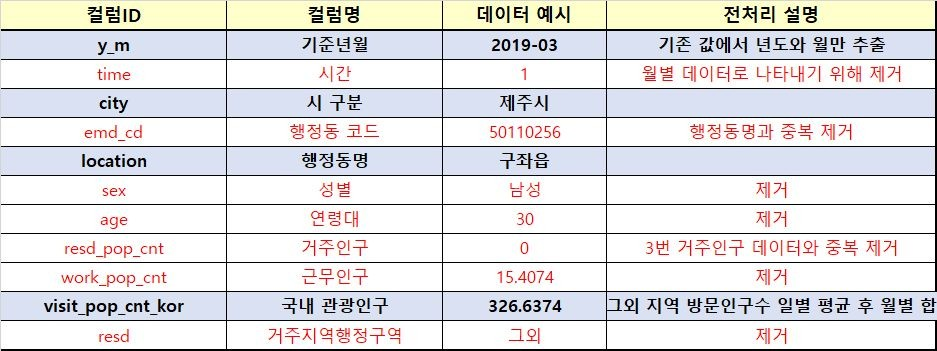 컬럼ID 컬럼명 데이터 예시 전처리 설명
y_m 기준년월 2019-03 기존 값에서 년도와 월만 추출
time 시간 1 월별 데이터로 나타내기 위해 제거
city 시 구분 제주시
emd_cd 행정동 코드 50110256 행정동명과 중복 제거
location 행정동명 구좌읍
sex 성별 남성 제거
age 연령대 30 제거
resd_pop_cnt 거주인구 0 3번 거주인구 데이터와 중복 제거
work_pop_cnt 근무인구 15.4074 제거
visit_pop_cnt_kor 국내 관광인구 326.6374 그외 지역 방문인구수 일별 평균 후 월별 합
resd 거주지역행정구역 그외 제거